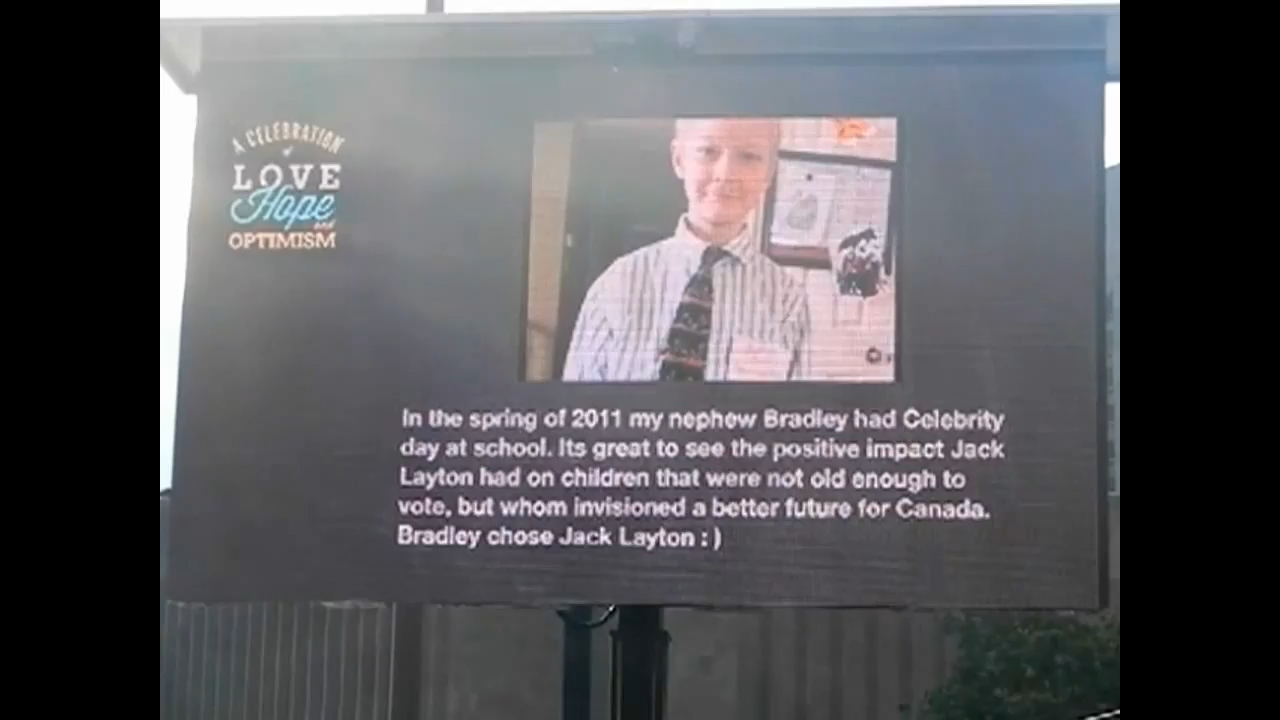 A CELEBRATION
of
LOVE
Hope
and
OPTIMISM
In the spring of 2011 my nephew Bradley had Celebrity
day at school. Its great to see the positive impact Jack
Layton had on children that were not old enough to
vote, but whom invisioned a better future for Canada.
Bradley chose Jack Layton : )